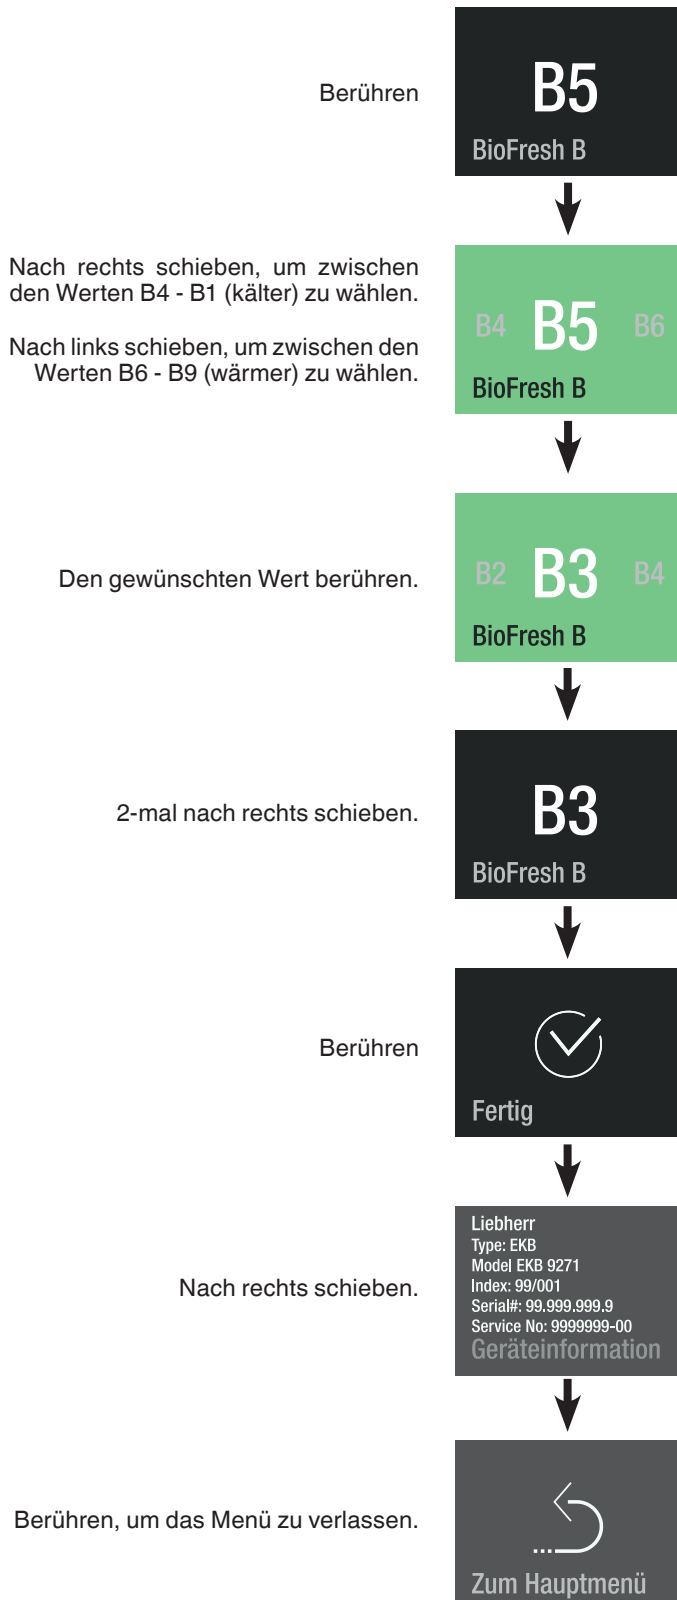 Berühren
B5
BioFresh B
Nach rechts schieben, um zwischen
den Werten B4 - B1 (kälter) zu wählen.
Nach links schieben, um zwischen den
Werten B6 - B9 (wärmer) zu wählen.
B4 B5 B6
BioFresh B
Den gewünschten Wert berühren.
B2 B3 B4
BioFresh B
2-mal nach rechts schieben.
B3
BioFresh B
Berühren
Fertig
Nach rechts schieben.
Liebherr
Type: EKB
Model EKB 9271
Index: 99/001
Serial#: 99.999.999.9
Service No: 9999999-00
Geräteinformation
Berühren, um das Menü zu verlassen.
Zum Hauptmenü